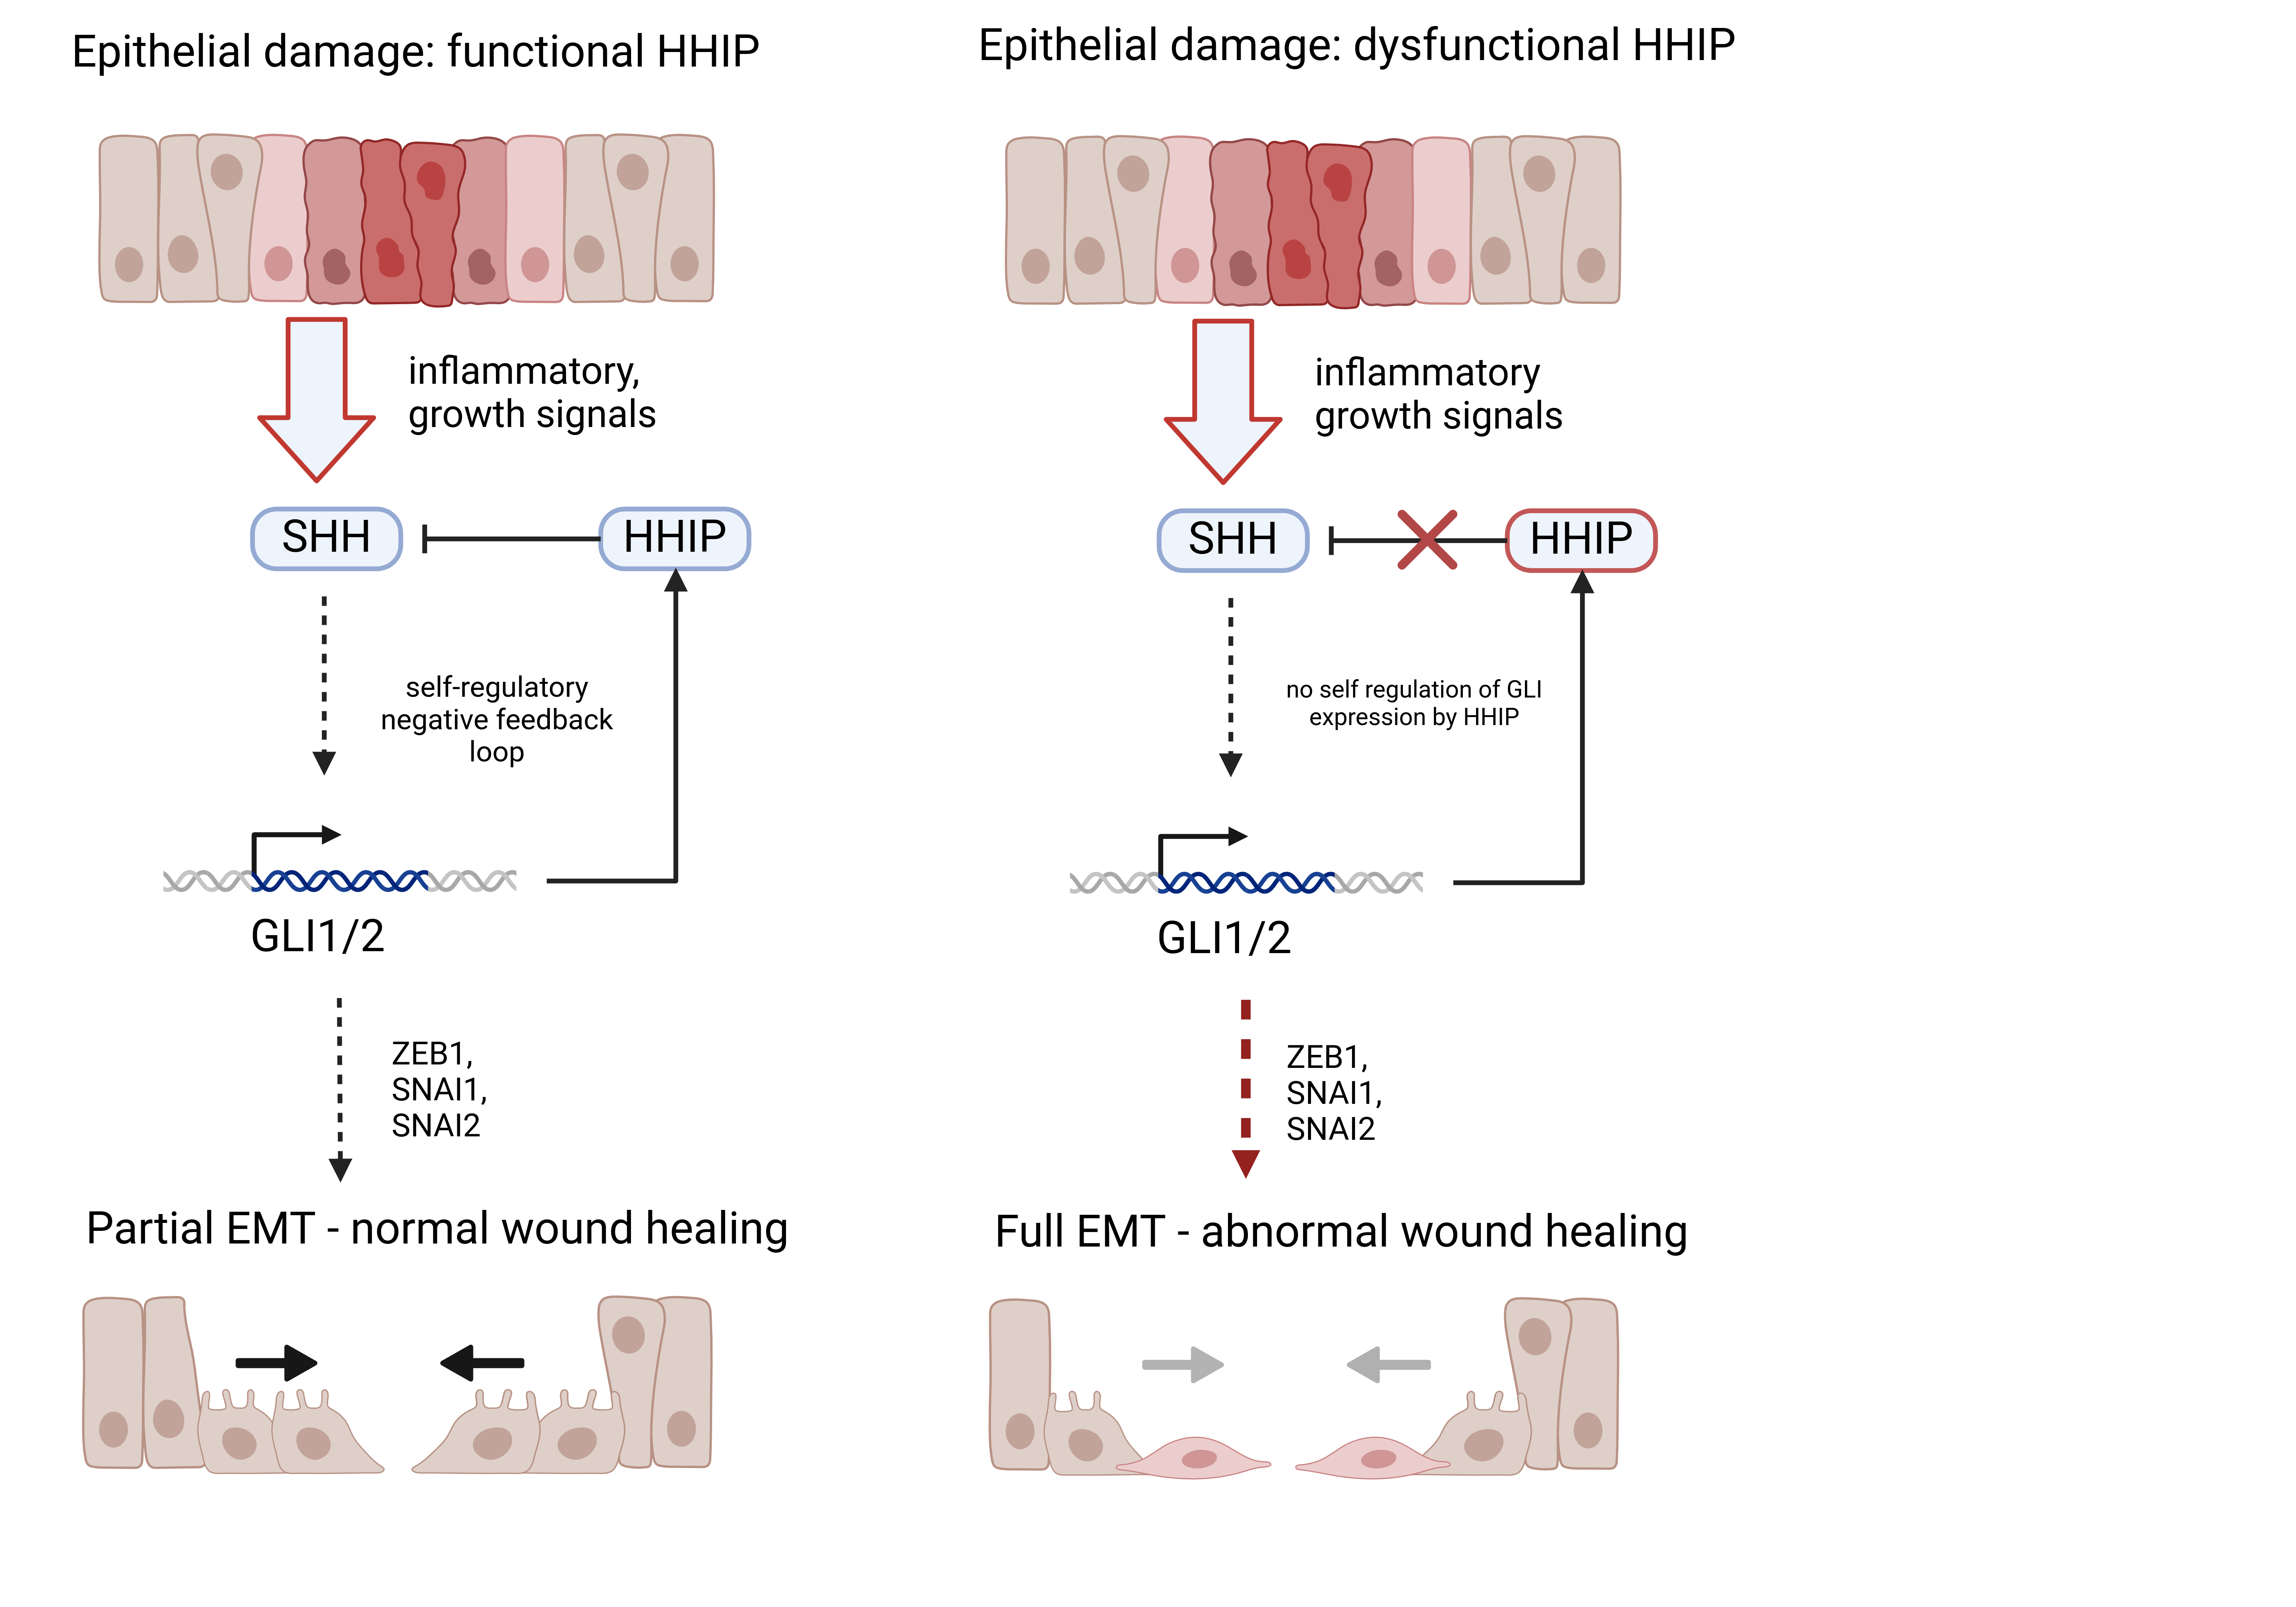 Epithelial damage: functional HHIP
inflammatory,
growth signals
SHH
HHIP
self-regulatory
negative feedback
loop
GLI1/2
ZEB1,
SNAI1,
SNAI2
Partial EMT - normal wound healing
Epithelial damage: dysfunctional HHIP
inflammatory
growth signals
SHH
HHIP
no self regulation of GLI
expression by HHIP
GLI1/2
ZEB1,
SNAI1,
SNAI2
Full EMT - abnormal wound healing